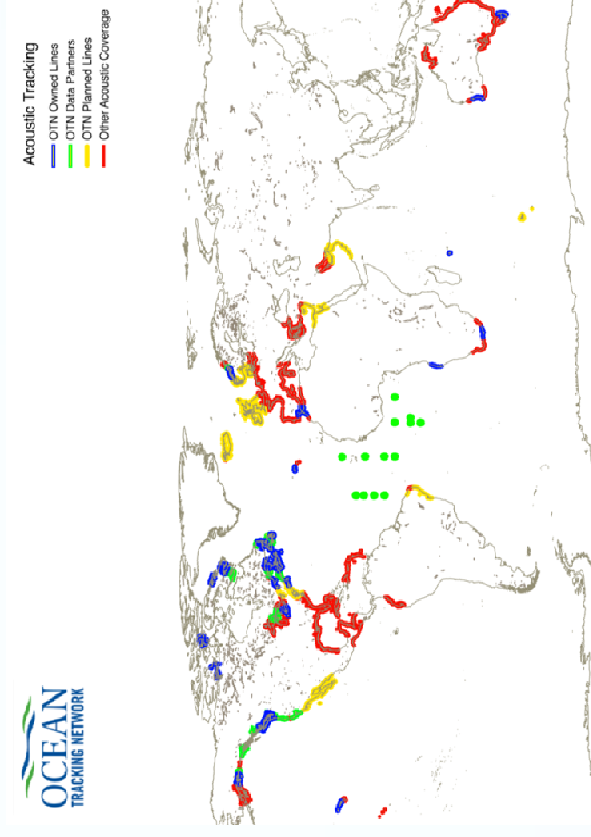 Acoustic Tracking
OTN Owned Lines
OTN Data Partners
OTN Planned Lines
Other Acoustic Coverage
OCEAN
TRACKING NETWORK